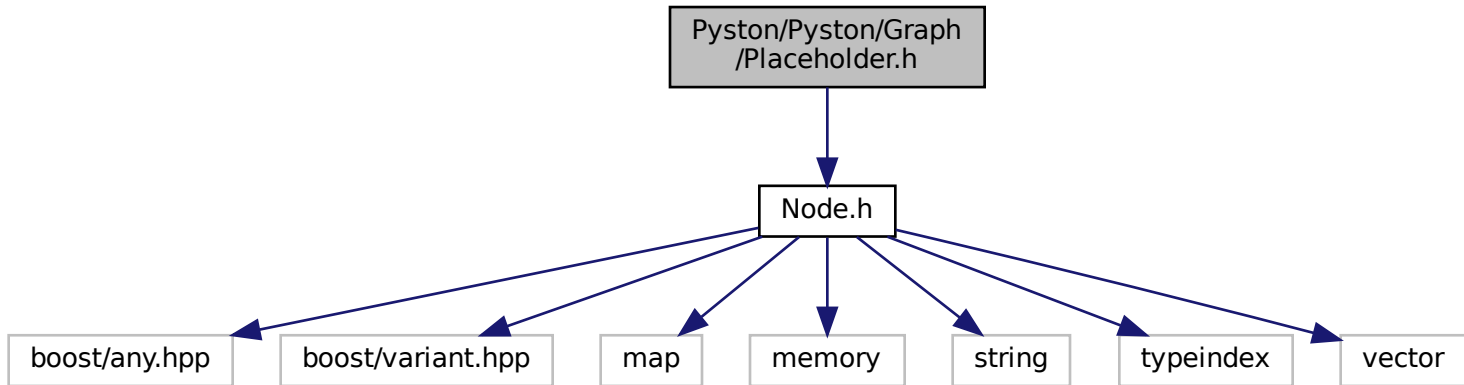 Pyston/Pyston/Graph
/Placeholder.h
Node.h
boost/any.hpp
boost/variant.hpp
map
memory
string
typeindex
vector